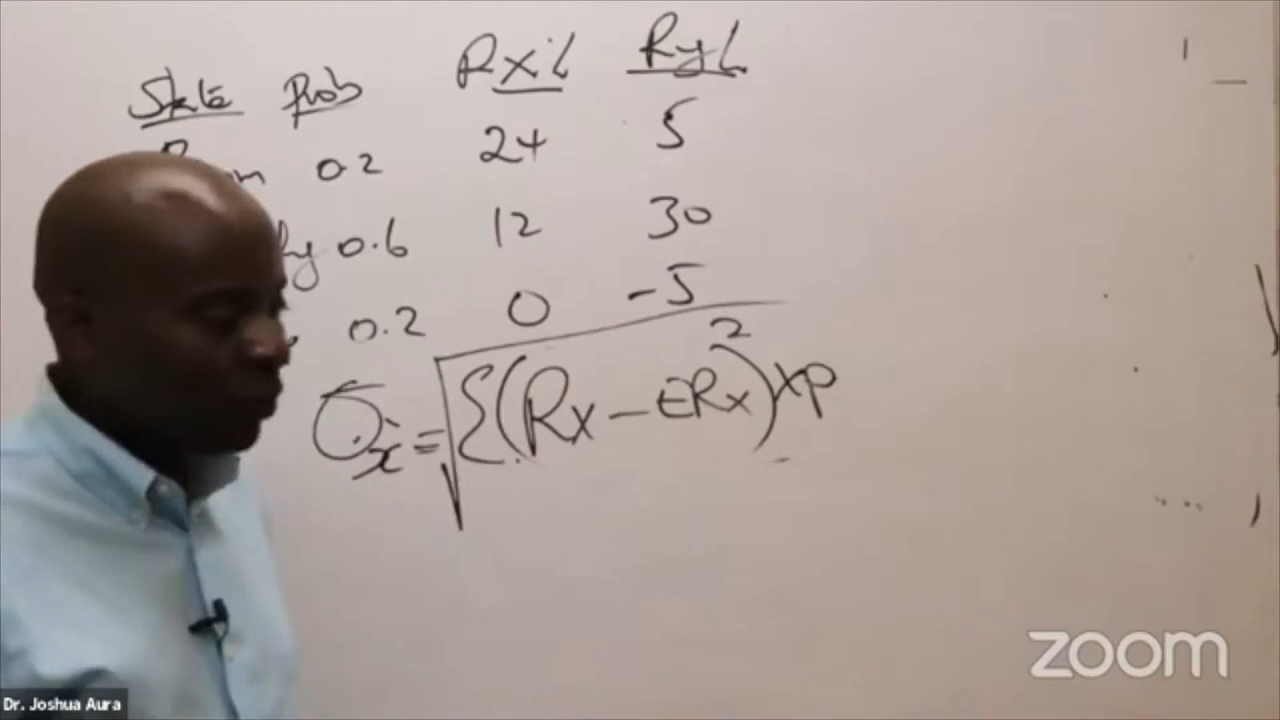 State Prob Rxi Ryi
0.2 24 5
0.6 12 30
0.2 0 -5
σx = √Σ(Rx - ERx)² x p
zoom
Dr. Joshua Aura